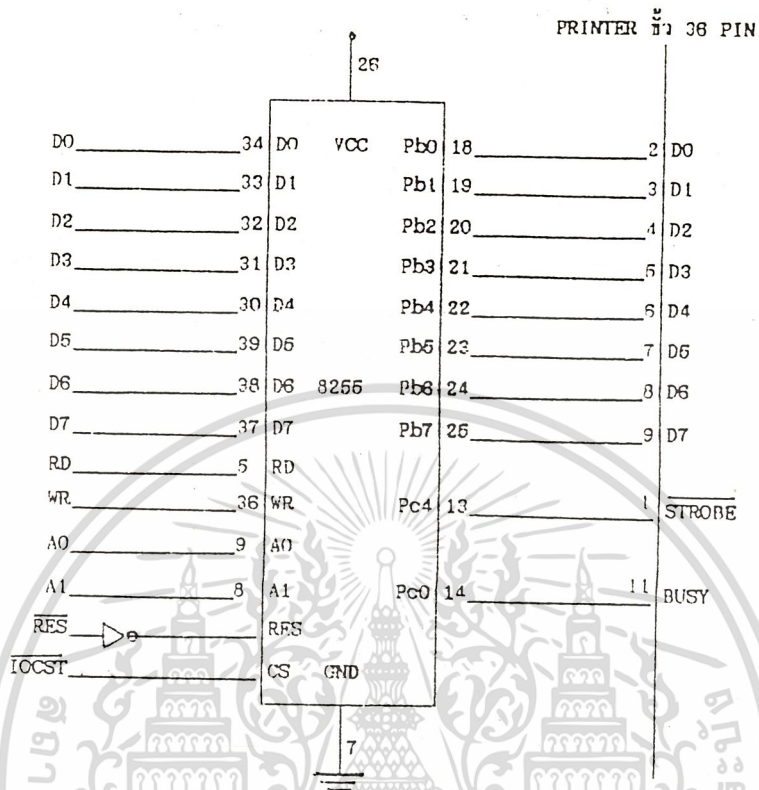 PRINTER ขั้ว 36 PIN
26
D0 34 D0 VCC Pb0 18 2 D0
D1 33 D1 Pb1 19 3 D1
D2 32 D2 Pb2 20 4 D2
D3 31 D3 Pb3 21 5 D3
D4 30 D4 Pb4 22 6 D4
D5 39 D5 Pb5 23 7 D5
D6 38 D6 8255 Pb6 24 8 D6
D7 37 D7 Pb7 25 9 D7
RD 5 RD
WR 36 WR Pc4 13 1 STROBE
A0 9 A0
A1 8 A1 Pc0 14 11 BUSY
RES RES
IOCST CS GND
7